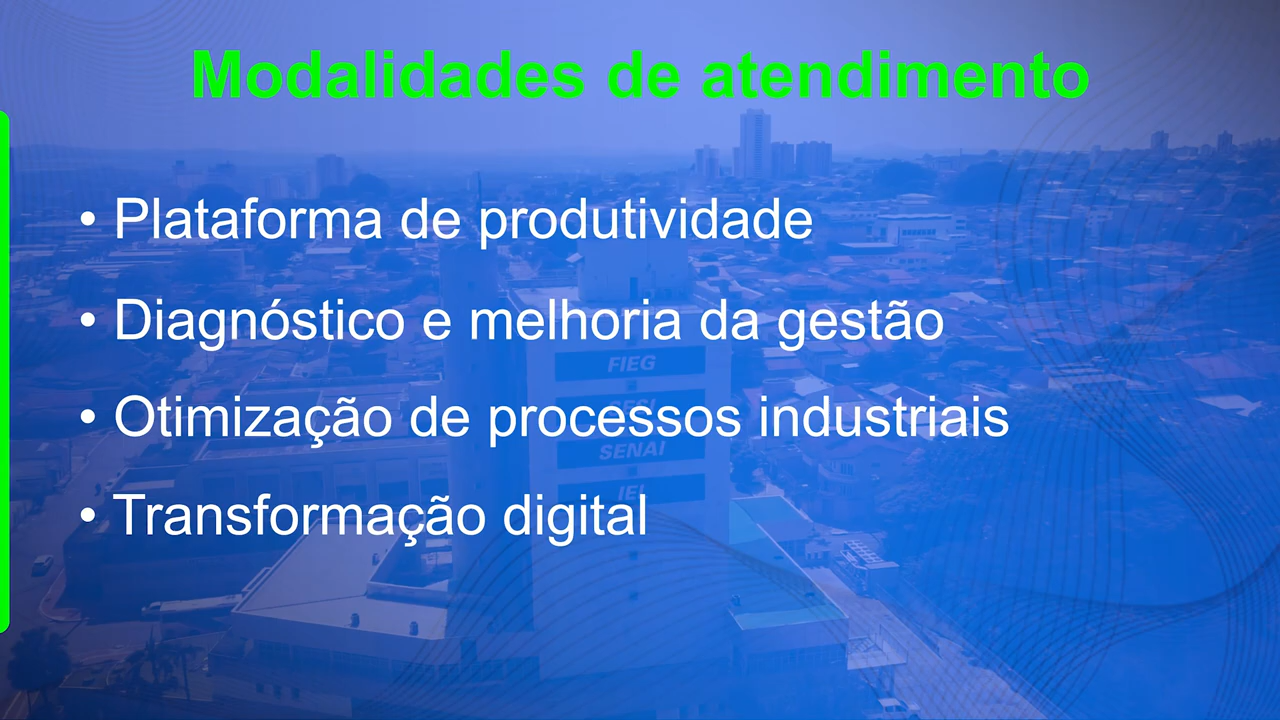 Modalidades de atendimento
• Plataforma de produtividade
• Diagnóstico e melhoria da gestão
FIEG
SESI
• Otimização de processos industriais
SENAI
IEL
• Transformação digital